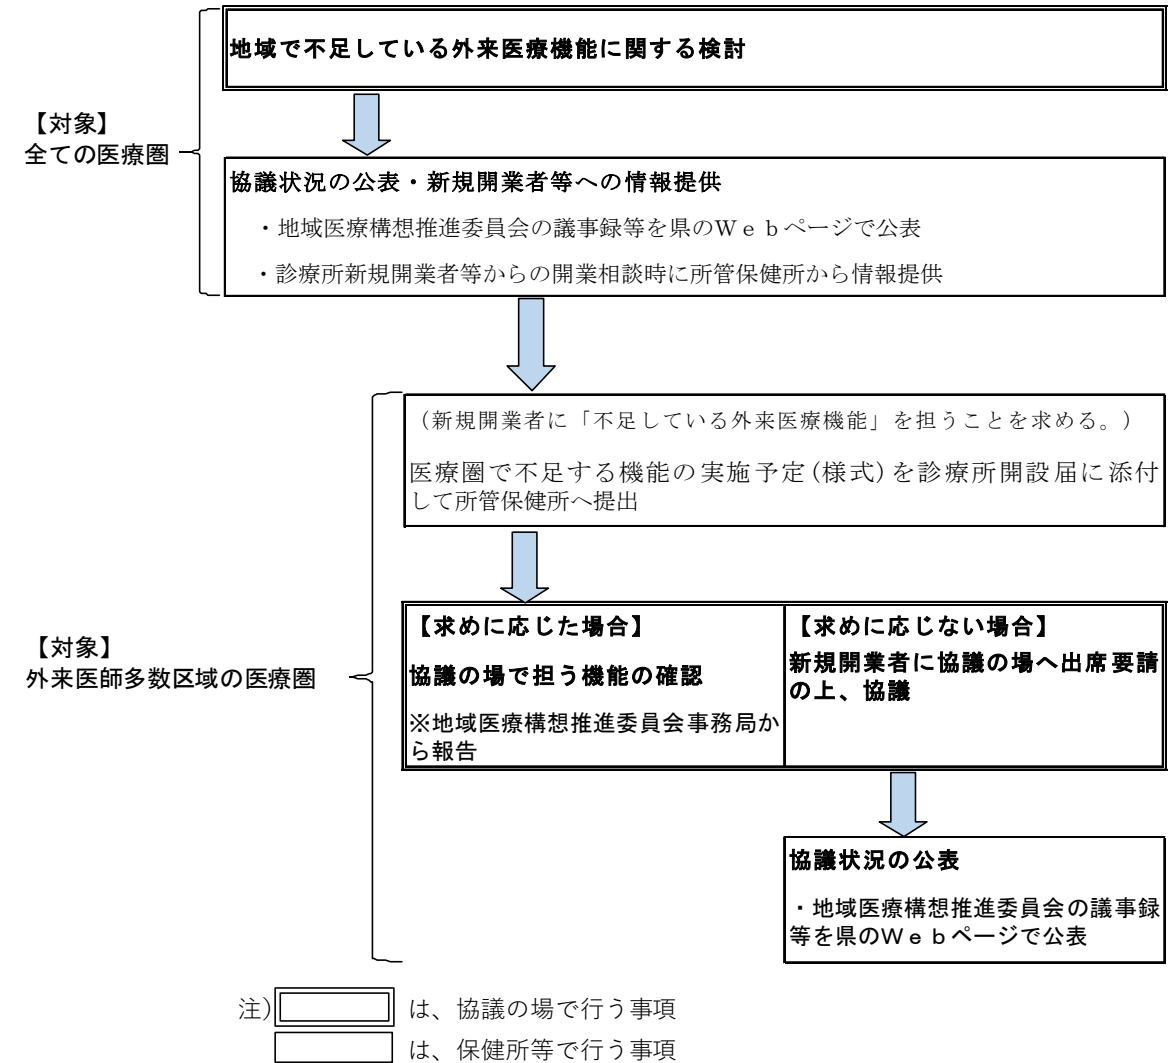 地域で不足している外来医療機能に関する検討
【対象】
全ての医療圏
協議状況の公表・新規開業者等への情報提供
・地域医療構想推進委員会の議事録等を県のWebページで公表
・診療所新規開業者等からの開業相談時に所管保健所から情報提供
(新規開業者に「不足している外来医療機能」を担うことを求める。)
医療圏で不足する機能の実施予定(様式)を診療所開設届に添付
して所管保健所へ提出
【対象】
外来医師多数区域の医療圏
【求めに応じた場合】
協議の場で担う機能の確認
※地域医療構想推進委員会事務局か
ら報告
【求めに応じない場合】
新規開業者に協議の場へ出席要請
の上、協議
協議状況の公表
・地域医療構想推進委員会の議事録
等を県のWebページで公表
注) は、協議の場で行う事項
は、保健所等で行う事項